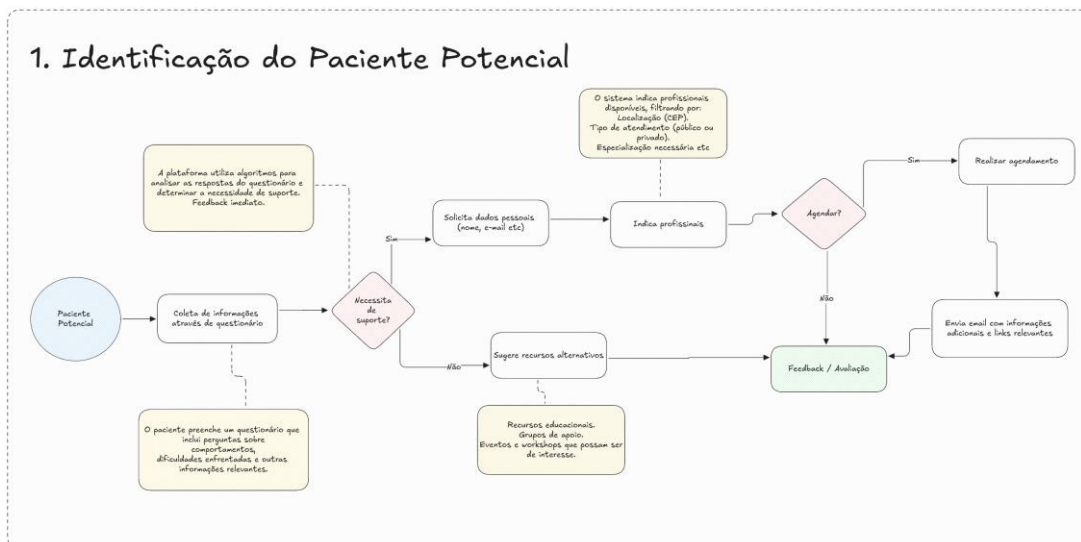 1. Identificação do Paciente Potencial
O sistema indica profissionais
disponíveis, filtrando por:
Localização (CEP).
Tipo de atendimento (público ou
privado).
Especialização necessária etc
A plataforma utiliza algoritmos para
analisar as respostas do questionário e
determinar a necessidade de suporte.
Feedback imediato.
Paciente
Potencial
Coleta de informações
através de questionário
O paciente preenche um questionário que
inclui perguntas sobre
comportamentos,
dificuldades enfrentadas e outras
informações relevantes.
Necessita
de
suporte?
Sim
Solicita dados pessoais
(nome, e-mail etc)
Indica profissinais
Agendar?
Sim
Realizar agendamento
Envia email com informações
adicionais e links relevantes
Não
Não
Sugere recursos alternativos
Recursos educacionais.
Grupos de apoio.
Eventos e workshops que possam ser
de interesse.
Feedback / Avaliação